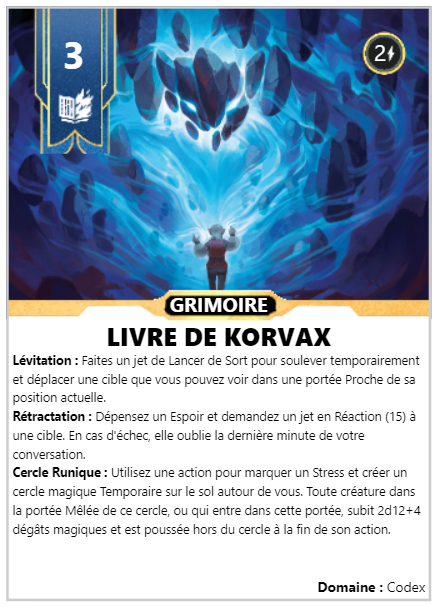 3
2
GRIMOIRE
LIVRE DE KORVAX
Lévitation : Faites un jet de Lancer de Sort pour soulever temporairement
et déplacer une cible que vous pouvez voir dans une portée Proche de sa
position actuelle.
Rétractation : Dépensez un Espoir et demandez un jet en Réaction (15) à
une cible. En cas d'échec, elle oublie la dernière minute de votre
conversation.
Cercle Runique : Utilisez une action pour marquer un Stress et créer un
cercle magique Temporaire sur le sol autour de vous. Toute créature dans
la portée Mêlée de ce cercle, ou qui entre dans cette portée, subit 2d12+4
dégâts magiques et est poussée hors du cercle à la fin de son action.
Domaine : Codex